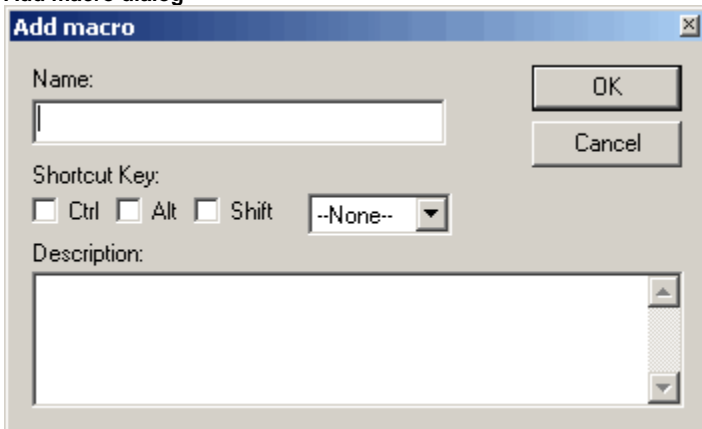 Add macro
Name:
OK
Cancel
Shortcut Key:
Ctrl Alt Shift --None--
Description: